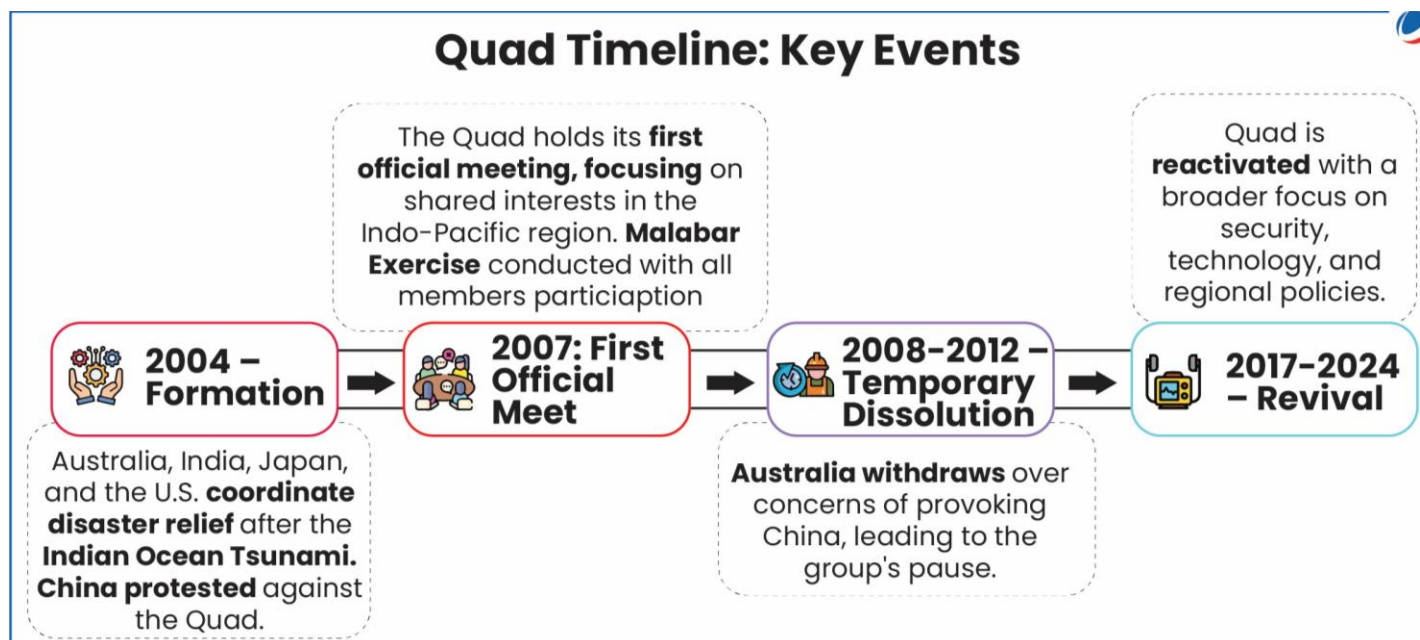 Quad Timeline: Key Events
The Quad holds its first
official meeting, focusing on
shared interests in the
Indo-Pacific region. Malabar
Exercise conducted with all
members particiaption
Quad is
reactivated with a
broader focus on
security,
technology, and
regional policies.
2004 –
Formation
2007: First
Official
Meet
2008-2012 –
Temporary
Dissolution
2017-2024
– Revival
Australia, India, Japan,
and the U.S. coordinate
disaster relief after the
Indian Ocean Tsunami.
China protested against
the Quad.
Australia withdraws over
concerns of provoking
China, leading to the
group's pause.